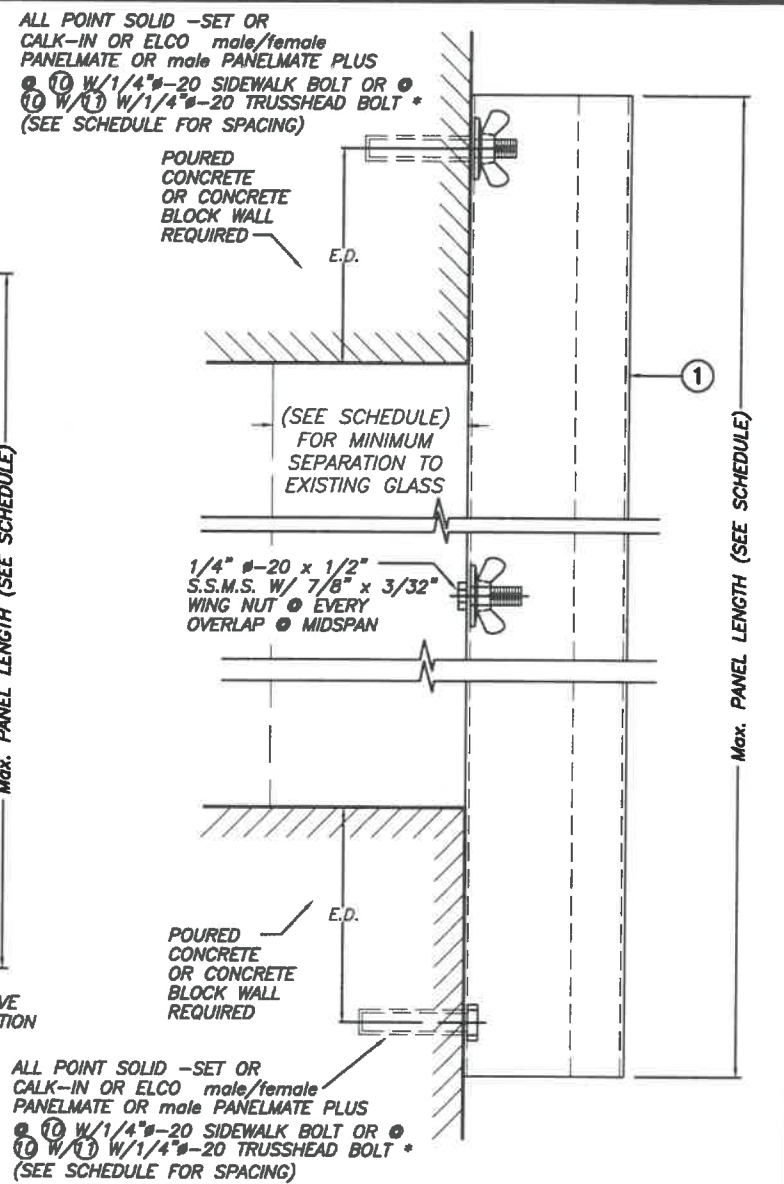 ALL POINT SOLID -SET OR
CALK-IN OR ELCO male/female
PANELMATE OR male PANELMATE PLUS
@ 10 W/1/4"ø-20 SIDEWALK BOLT OR @
10 W/11 W/1/4"ø-20 TRUSSHEAD BOLT *
(SEE SCHEDULE FOR SPACING)
POURED
CONCRETE
OR CONCRETE
BLOCK WALL
REQUIRED
E.D.
1
(SEE SCHEDULE)
FOR MINIMUM
SEPARATION TO
EXISTING GLASS
Max. PANEL LENGTH (SEE SCHEDULE)
Max. PANEL LENGTH (SEE SCHEDULE)
1/4" ø-20 x 1/2"
S.S.M.S. W/ 7/8" x 3/32"
WING NUT @ EVERY
OVERLAP @ MIDSPAN
E.D.
POURED
CONCRETE
OR CONCRETE
BLOCK WALL
REQUIRED
VE
TION
ALL POINT SOLID -SET OR
CALK-IN OR ELCO male/female
PANELMATE OR male PANELMATE PLUS
@ 10 W/1/4"ø-20 SIDEWALK BOLT OR @
10 W/11 W/1/4"ø-20 TRUSSHEAD BOLT *
(SEE SCHEDULE FOR SPACING)